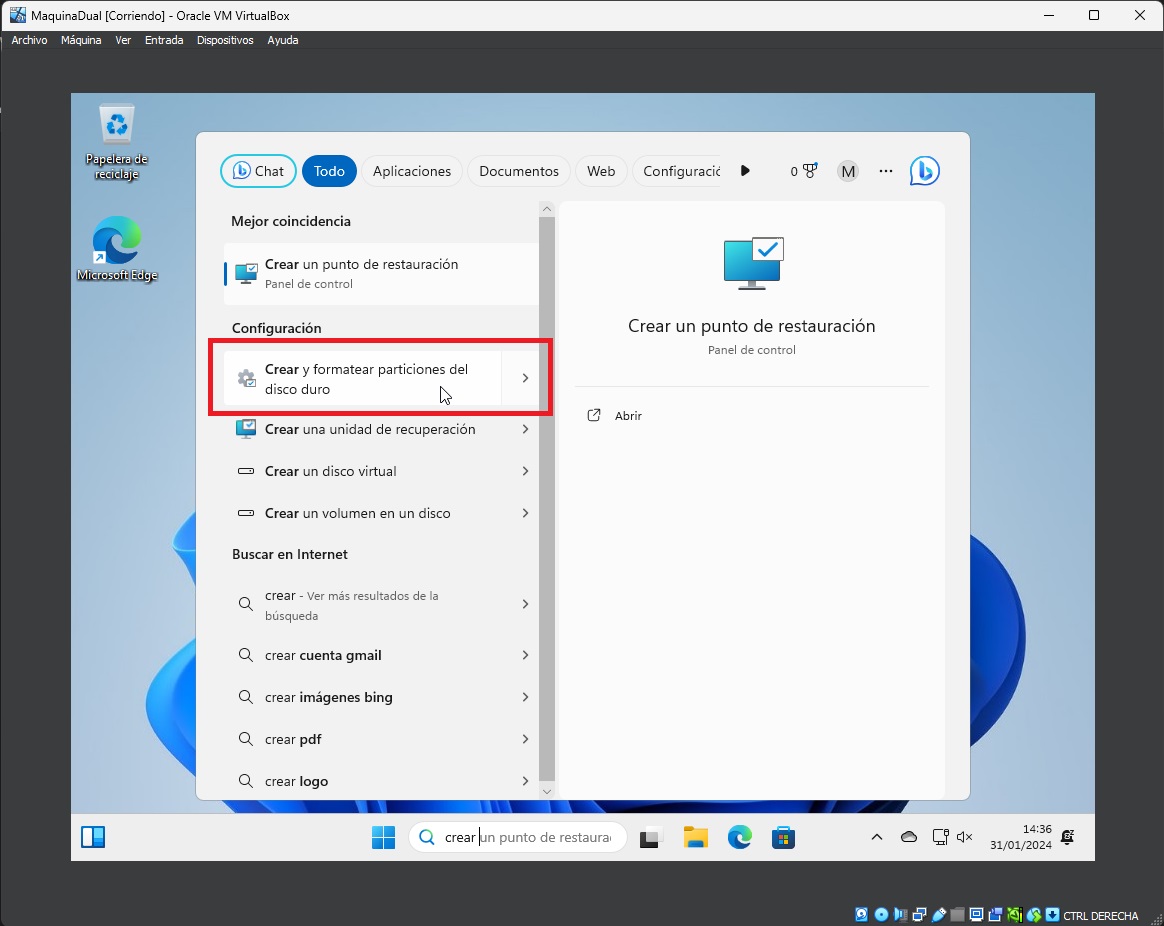 MaquinaDual [Corriendo] - Oracle VM VirtualBox
Archivo Máquina Ver Entrada Dispositivos Ayuda
Papelera de
reciclaje
Microsoft Edge
Chat Todo Aplicaciones Documentos Web Configuració 0 M
Mejor coincidencia
Crear un punto de restauración
Panel de control
Configuración
Crear y formatear particiones del
disco duro
Crear una unidad de recuperación
Crear un disco virtual
Crear un volumen en un disco
Buscar en Internet
crear - Ver más resultados de la
búsqueda
crear cuenta gmail
crear imágenes bing
crear pdf
crear logo
Crear un punto de restauración
Panel de control
Abrir
crear un punto de restaura
14:36
31/01/2024
CTRL DERECHA